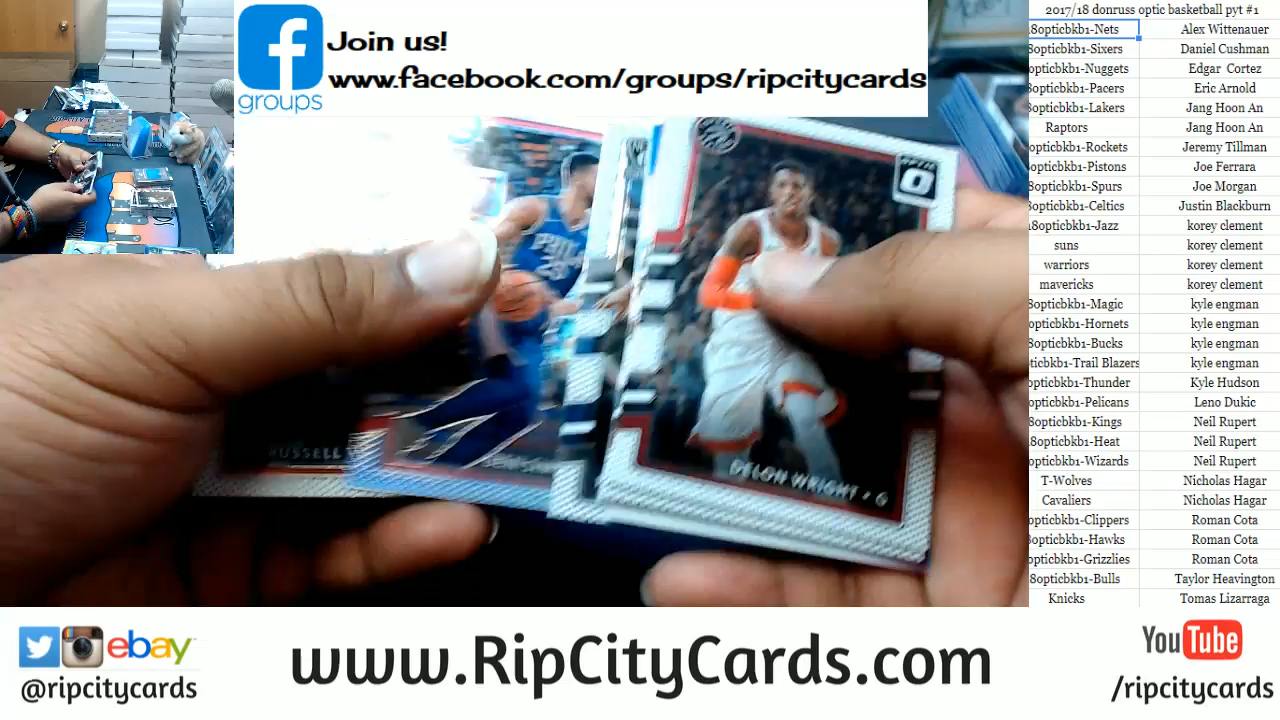 Join us!
www.facebook.com/groups/ripcitycards
groups
2017/18 donruss optic basketball pyt #1
8opticbkb1-Nets Alex Wittenauer
8opticbkb1-Sixers Daniel Cushman
opticbkb1-Nuggets Edgar Cortez
opticbkb1-Pacers Eric Arnold
opticbkb1-Lakers Jang Hoon An
Raptors Jang Hoon An
opticbkb1-Rockets Jeremy Tillman
opticbkb1-Pistons Joe Ferrara
8opticbkb1-Spurs Joe Morgan
opticbkb1-Celtics Justin Blackburn
8opticbkb1-Jazz korey clement
suns korey clement
warriors korey clement
mavericks korey clement
8opticbkb1-Magic kyle engman
opticbkb1-Hornets kyle engman
8opticbkb1-Bucks kyle engman
ticbkb1-Trail Blazers kyle engman
opticbkb1-Thunder Kyle Hudson
opticbkb1-Pelicans Leno Dukic
8opticbkb1-Kings Neil Rupert
8opticbkb1-Heat Neil Rupert
opticbkb1-Wizards Neil Rupert
T-Wolves Nicholas Hagar
Cavaliers Nicholas Hagar
opticbkb1-Clippers Roman Cota
opticbkb1-Hawks Roman Cota
opticbkb1-Grizzlies Roman Cota
8opticbkb1-Bulls Taylor Heavington
Knicks Tomas Lizarraga
RUSSELL
DELON WRIGHT • G
ebay
@ripcitycards
www.RipCityCards.com
YouTube
/ripcitycards